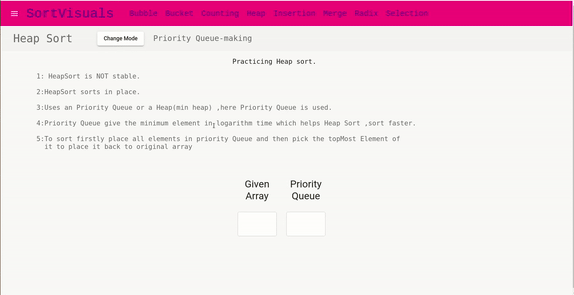 SortVisuals Bubble Bucket Counting Heap Insertion Merge Radix Selection
Heap Sort Change Mode Priority Queue-making
Practicing Heap sort.
1: HeapSort is NOT stable.
2:HeapSort sorts in place.
3:Uses an Priority Queue or a Heap(min heap) ,here Priority Queue is used.
4:Priority Queue give the minimum element in logarithm time which helps Heap Sort ,sort faster.
5:To sort firstly place all elements in priority Queue and then pick the topMost Element of
it to place it back to original array
Given Priority
Array Queue